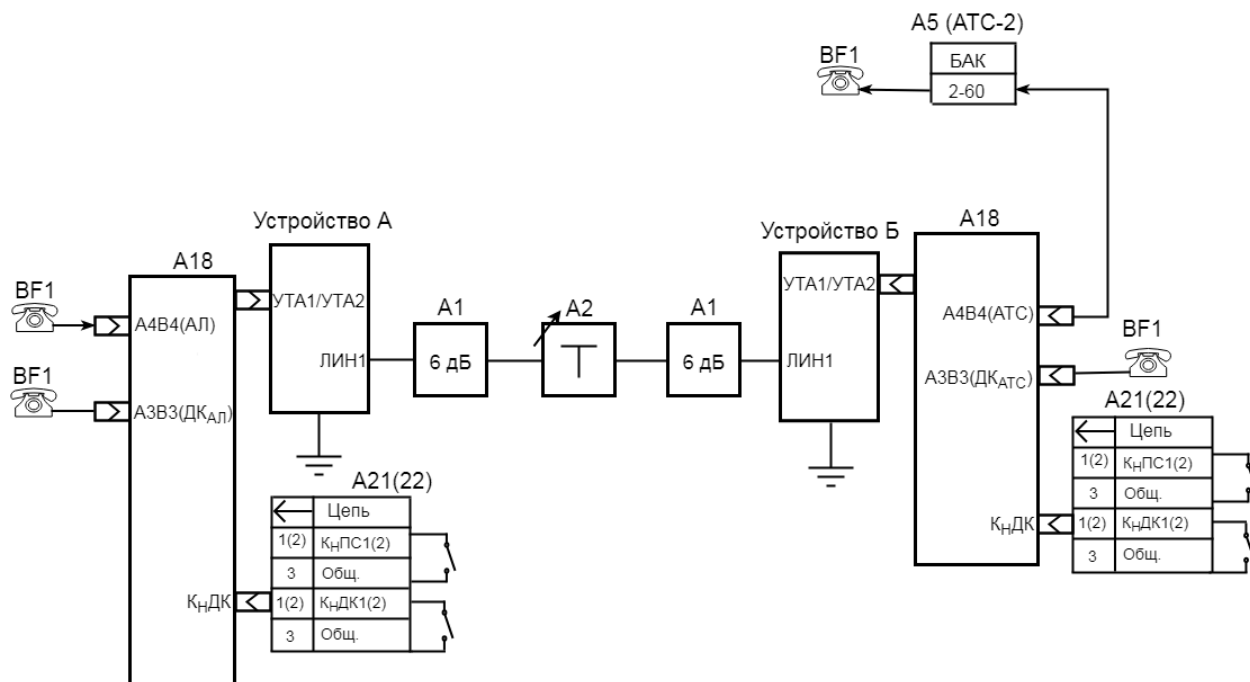 А5 (АТС-2)
BF1
БАК
2-60
Устройство А
Устройство Б
А18
А18
BF1
УТА1/УТА2
УТА1/УТА2
А4В4(АЛ)
А1
А2
А1
А4В4(АТС)
BF1
ЛИН1
6 дБ
6 дБ
ЛИН1
BF1
А3В3(ДКАЛ)
А3В3(ДКАТС)
А21(22)
Цепь
1(2) КНПС1(2)
3 Общ.
КНДК
1(2) КНДК1(2)
3 Общ.
А21(22)
Цепь
1(2) КНПС1(2)
3 Общ.
КНДК
1(2) КНДК1(2)
3 Общ.